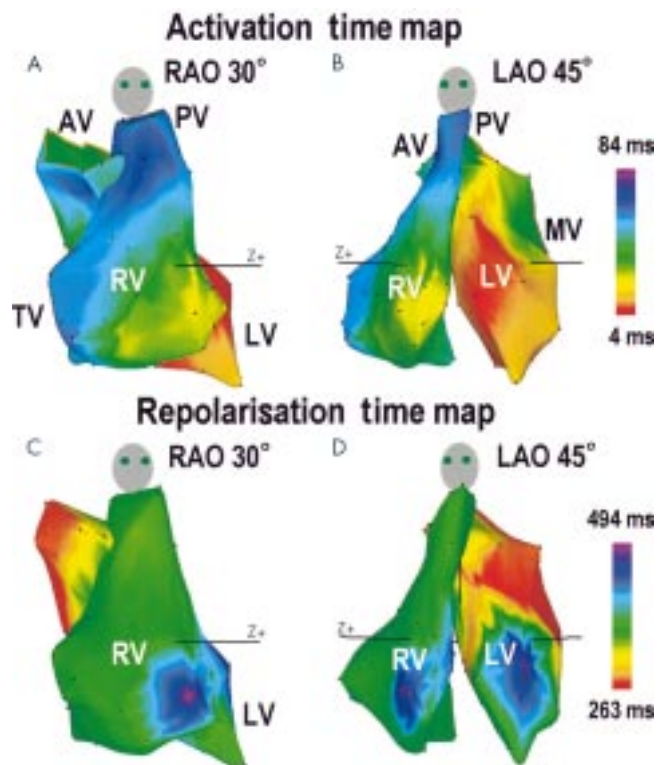 Activation time map
A RAO 30° B LAO 45°
AV PV AV PV 84 ms
Z+ Z+ MV
RV RV LV
TV LV 4 ms
Repolarisation time map
C RAO 30° D LAO 45°
494 ms
Z+ Z+
RV RV LV
LV 263 ms